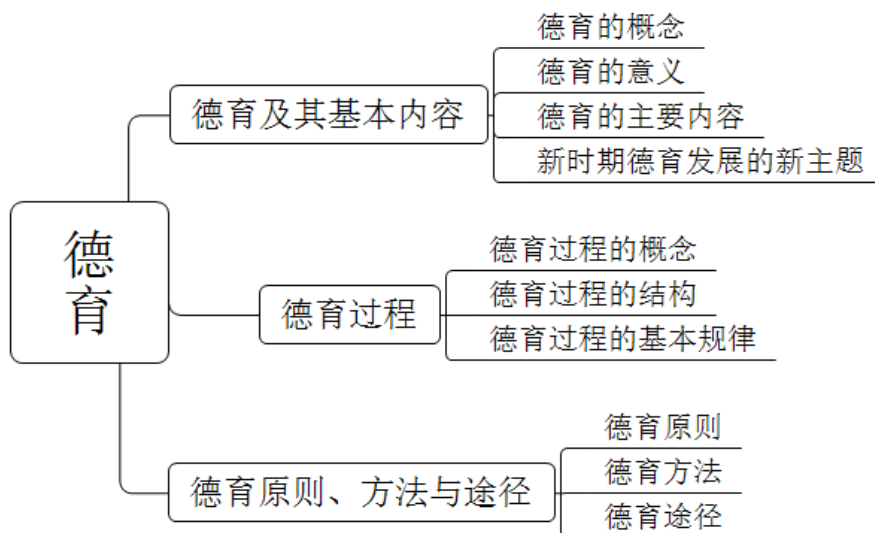 德育
德育及其基本内容
德育的概念
德育的意义
德育的主要内容
新时期德育发展的新主题
德育过程
德育过程的概念
德育过程的结构
德育过程的基本规律
德育原则、方法与途径
德育原则
德育方法
德育途径